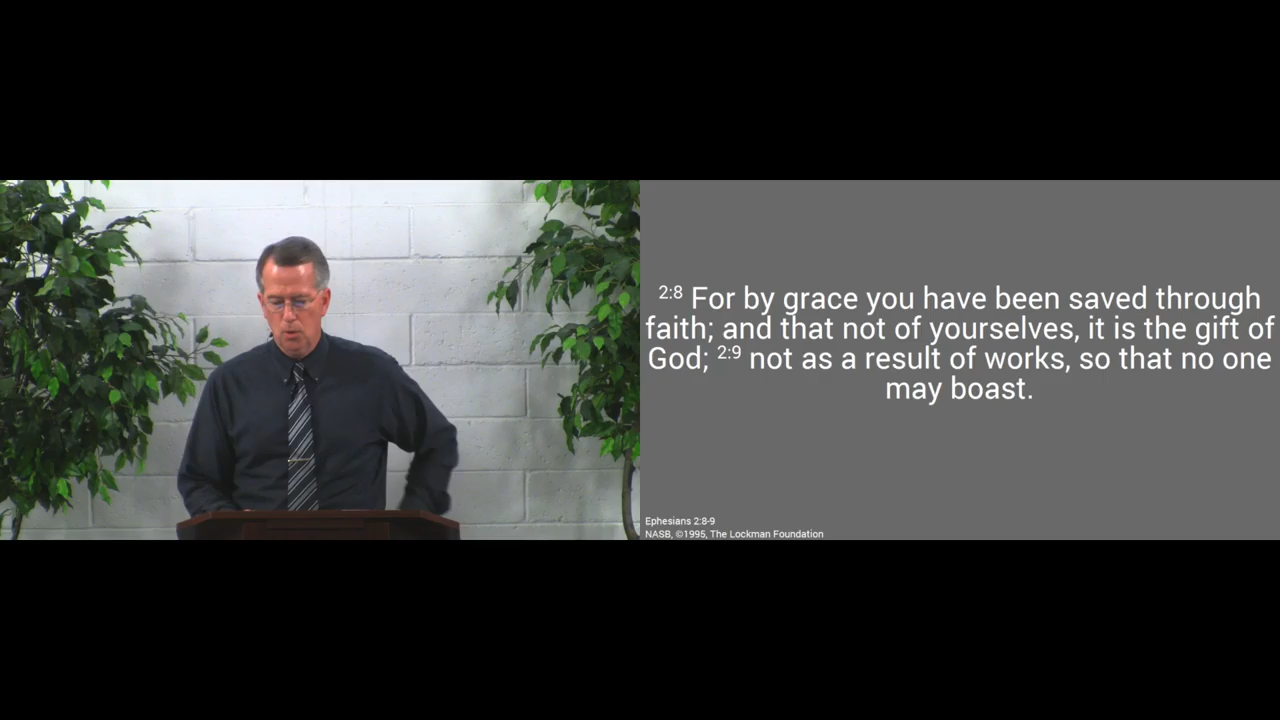 2:8 For by grace you have been saved through
faith; and that not of yourselves, it is the gift of
God; 2:9 not as a result of works, so that no one
may boast.
Ephesians 2:8-9
NASB, ©1995, The Lockman Foundation